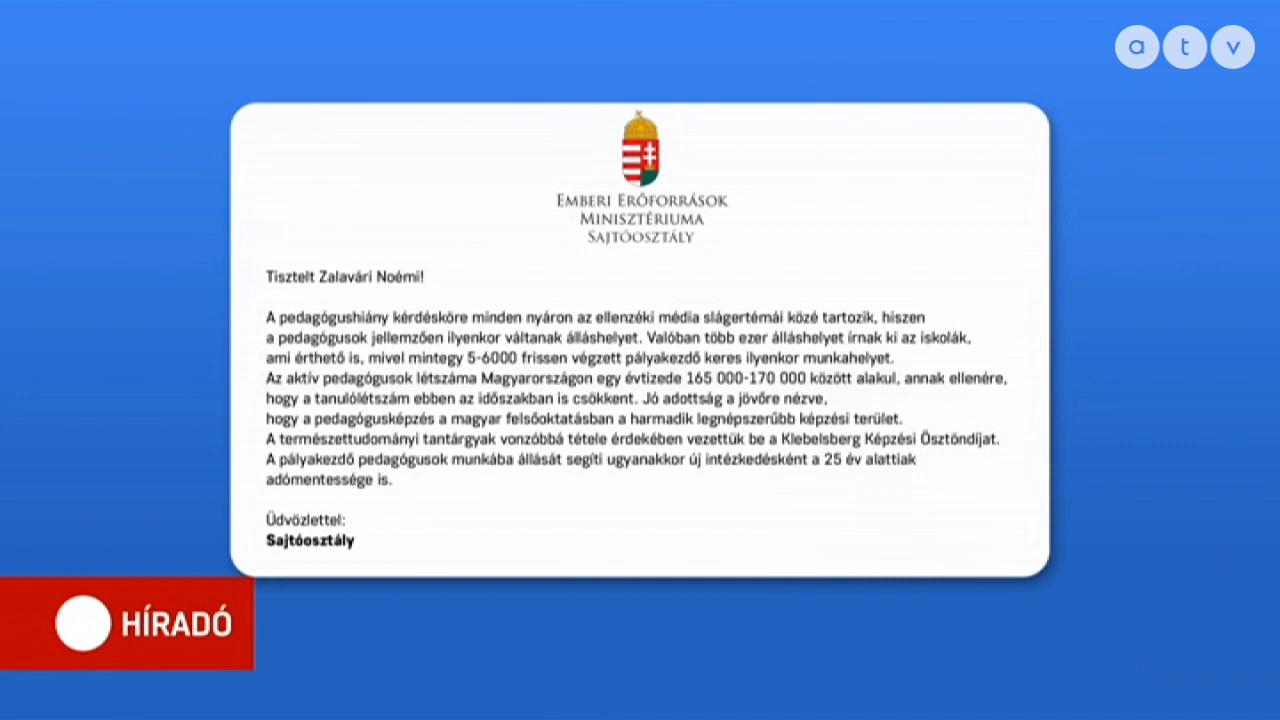 a t v
EMBERI ERŐFORRÁSOK
MINISZTÉRIUMA
SAJTÓOSZTÁLY
Tisztelt Zalavári Noémi!
A pedagógushiány kérdésköre minden nyáron az ellenzéki média slágertémái közé tartozik, hiszen
a pedagógusok jellemzően ilyenkor váltanak álláshelyet. Valóban több ezer álláshelyet írnak ki az iskolák,
ami érthető is, mivel mintegy 5-6000 frissen végzett pályakezdő keres ilyenkor munkahelyet.
Az aktív pedagógusok létszáma Magyarországon egy évtizede 165 000-170 000 között alakul, annak ellenére,
hogy a tanulólétszám ebben az időszakban is csökkent. Jó adottság a jövőre nézve,
hogy a pedagógusképzés a magyar felsőoktatásban a harmadik legnépszerűbb képzési terület.
A természettudományi tantárgyak vonzóbbá tétele érdekében vezettük be a Klebelsberg Képzési Ösztöndíjat.
A pályakezdő pedagógusok munkába állását segíti ugyanakkor új intézkedésként a 25 év alattiak
adómentessége is.
Üdvözlettel:
Sajtóosztály
HÍRADÓ